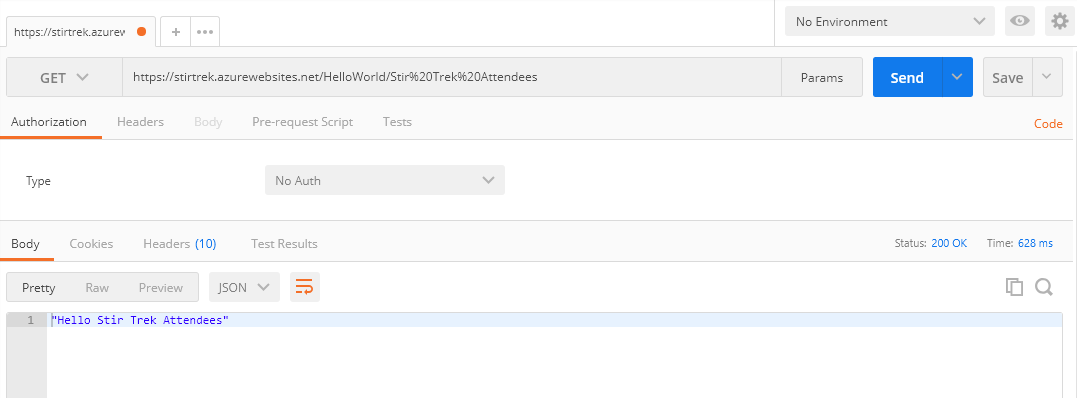 https://stirtrek.azurew
No Environment
GET https://stirtrek.azurewebsites.net/HelloWorld/Stir%20Trek%20Attendees Params Send Save
Authorization Headers Body Pre-request Script Tests Code
Type No Auth
Body Cookies Headers (10) Test Results Status: 200 OK Time: 628 ms
Pretty Raw Preview JSON
1 "Hello Stir Trek Attendees"